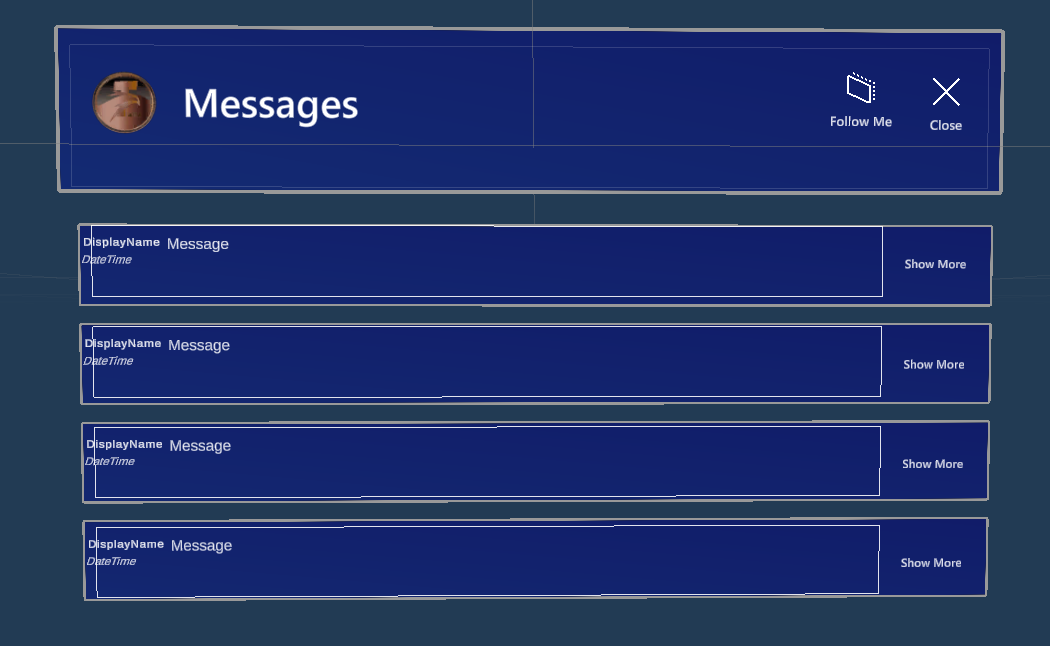 Messages
Follow Me
Close
DisplayName Message
DateTime
Show More
DisplayName Message
DateTime
Show More
DisplayName Message
DateTime
Show More
DisplayName Message
DateTime
Show More